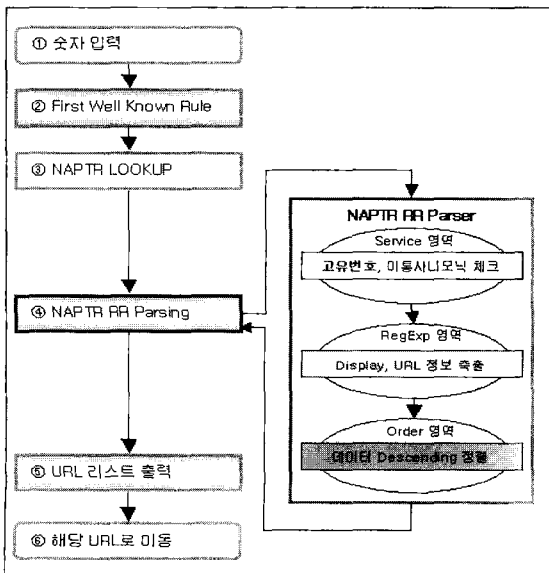 ① 숫자 입력
② First Well Known Rule
③ NAPTR LOOKUP
④ NAPTR RR Parsing
⑤ URL 리스트 출력
⑥ 해당 URL로 이동
NAPTR RR Parser
Service 영역
고유번호, 이통사니모닉 체크
RegExp 영역
Display, URL 정보 축출
Order 영역
데이터 Descending 정렬